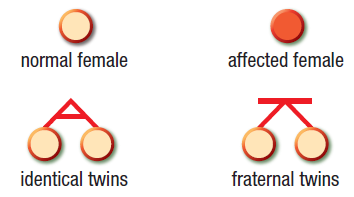 normal female
affected female
identical twins
fraternal twins